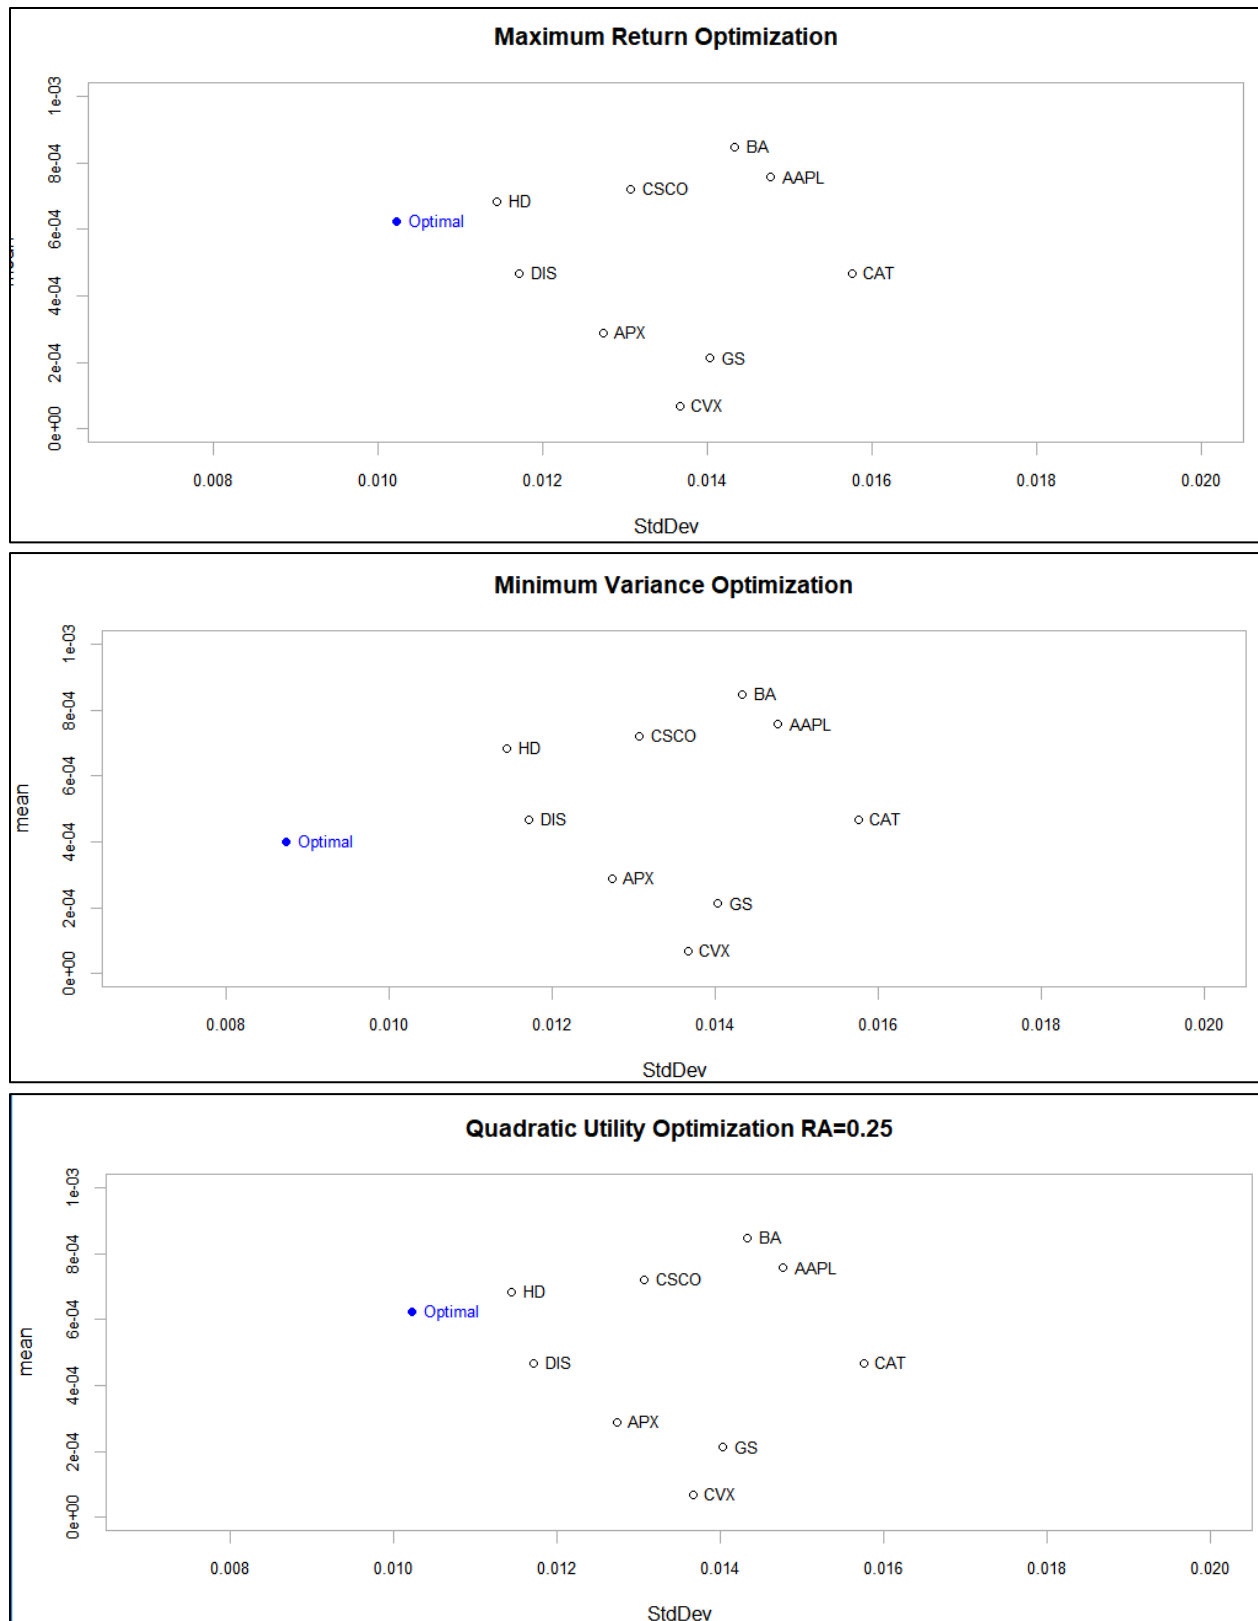 Maximum Return Optimization
1e-03
8e-04
6e-04
4e-04
2e-04
0e+00
BA
AAPL
CSCO
HD
Optimal
DIS
CAT
APX
GS
CVX
0.008 0.010 0.012 0.014 0.016 0.018 0.020
StdDev
Minimum Variance Optimization
mean
1e-03
8e-04
6e-04
4e-04
2e-04
0e+00
BA
AAPL
CSCO
HD
DIS
CAT
Optimal
APX
GS
CVX
0.008 0.010 0.012 0.014 0.016 0.018 0.020
StdDev
Quadratic Utility Optimization RA=0.25
mean
1e-03
8e-04
6e-04
4e-04
2e-04
0e+00
BA
AAPL
CSCO
HD
Optimal
DIS
CAT
APX
GS
CVX
0.008 0.010 0.012 0.014 0.016 0.018 0.020
StdDev